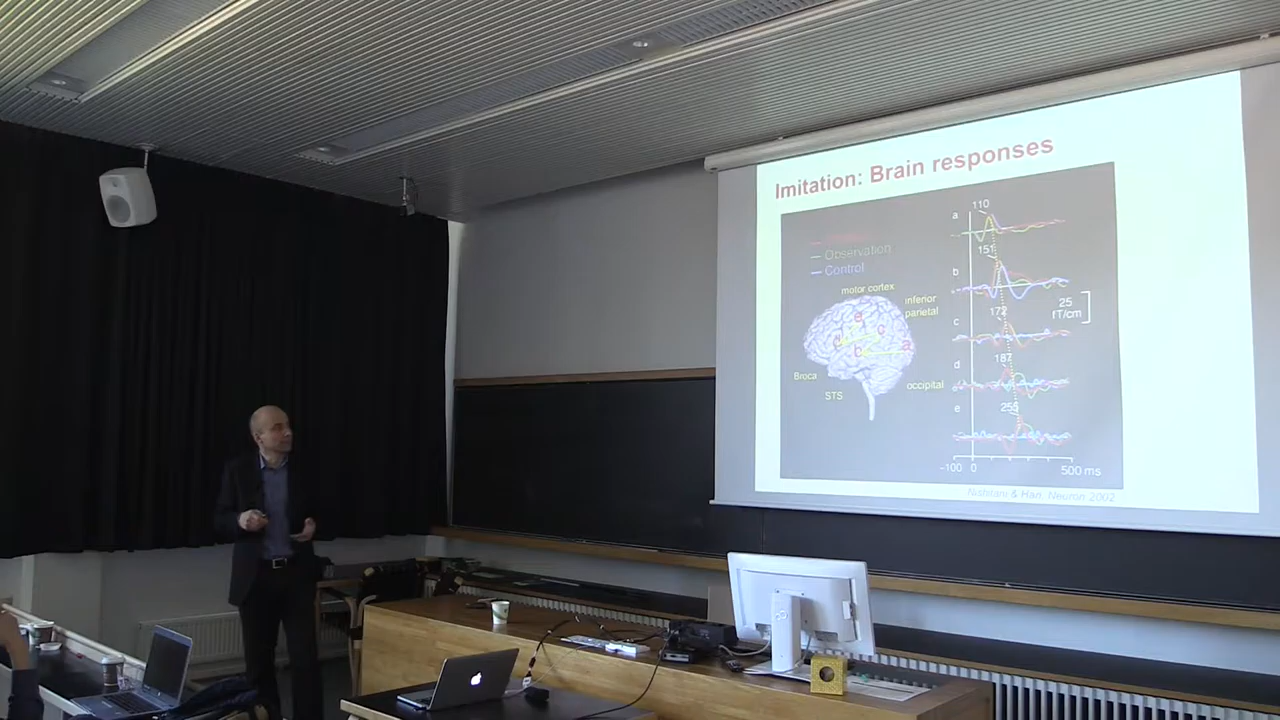 Imitation: Brain responses
Observation
Control
motor cortex
inferior
parietal
e
c
d
b
a
Broca
STS
occipital
110
a
151
b
172
c
25
fT/cm
187
d
255
e
-100 0 500 ms
Nishitani & Hari, Neuron 2002